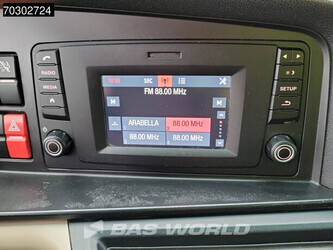 70302724
SRC
FM 88.00 MHz
RADIO
MEDIA
SETUP
ARABELLA 88.00 MHz
88.00 MHz 88.00 MHz
BAS WORLD